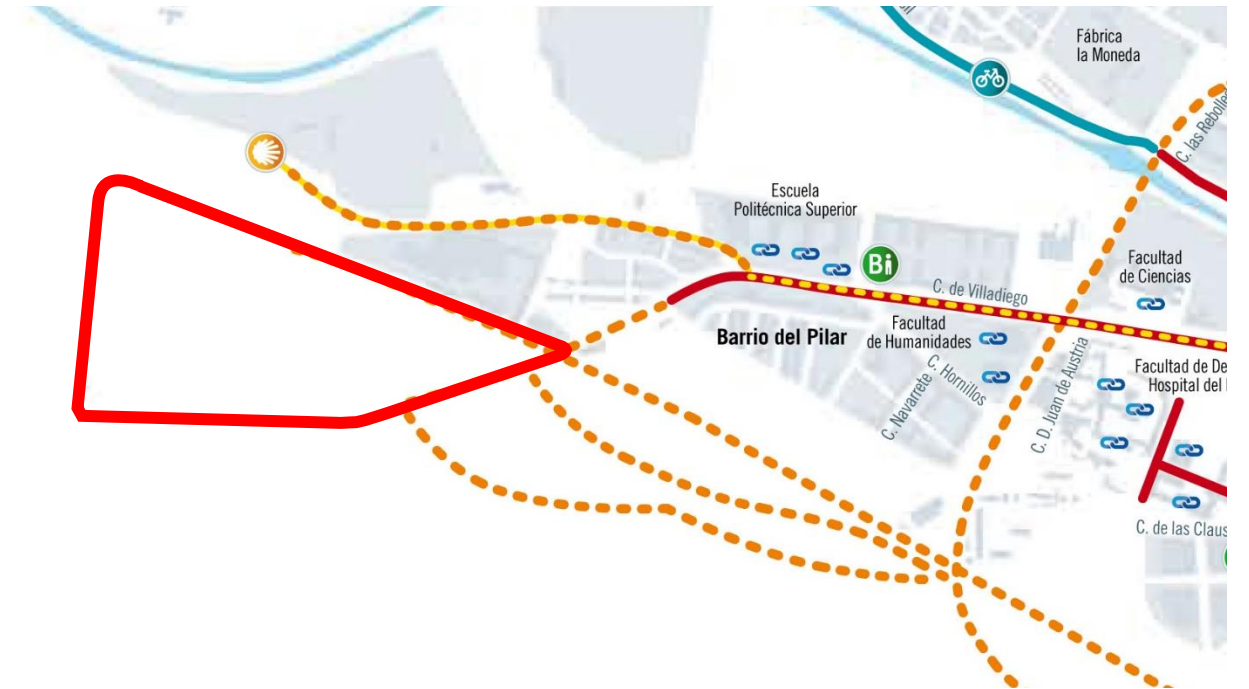 Fábrica
la Moneda
Escuela
Politécnica Superior
Bi
C. de Villadiego
Facultad
de Ciencias
Barrio del Pilar
Facultad
de Humanidades
C. Hornillos
C. Navarrete
C. D. Juan de Austria
Facultad de De
Hospital del
C. las Rebolle
C. de las Claus